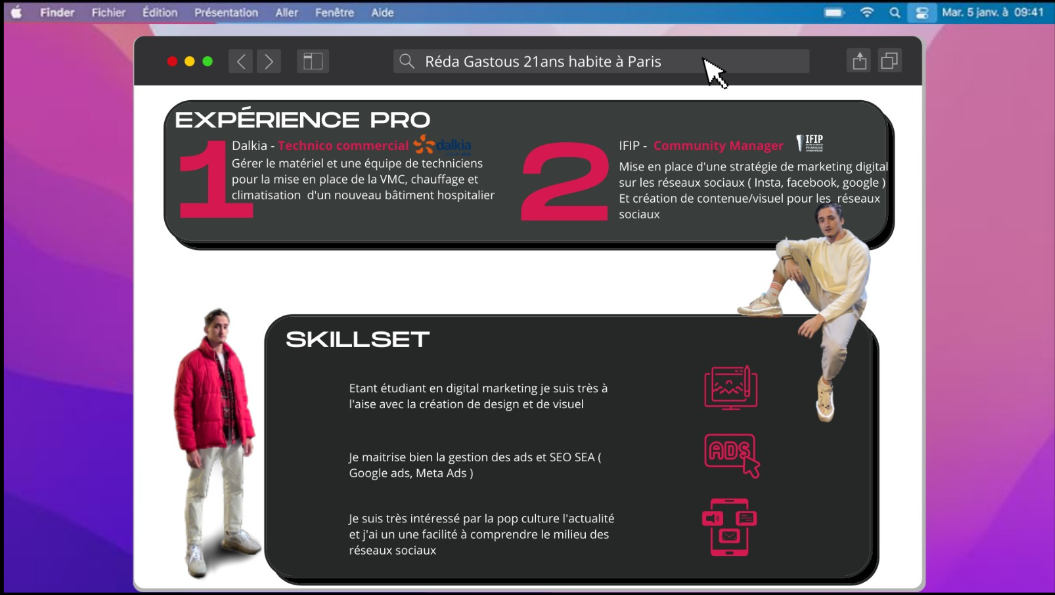 Finder Fichier Édition Présentation Aller Fenêtre Aide Mar. 5 janv. à 09:41
Réda Gastous 21ans habite à Paris
EXPÉRIENCE PRO
1
Dalkia - Technico commercial dalkia
Gérer le matériel et une équipe de techniciens
pour la mise en place de la VMC, chauffage et
climatisation d'un nouveau bâtiment hospitalier
2
IFIP - Community Manager IFIP
Mise en place d'une stratégie de marketing digital
sur les réseaux sociaux ( Insta, facebook, google )
Et création de contenue/visuel pour les réseaux
sociaux
SKILLSET
Etant étudiant en digital marketing je suis très à
l'aise avec la création de design et de visuel
Je maitrise bien la gestion des ads et SEO SEA (
Google ads, Meta Ads )
ADS
Je suis très intéressé par la pop culture l'actualité
et j'ai un une facilité à comprendre le milieu des
réseaux sociaux